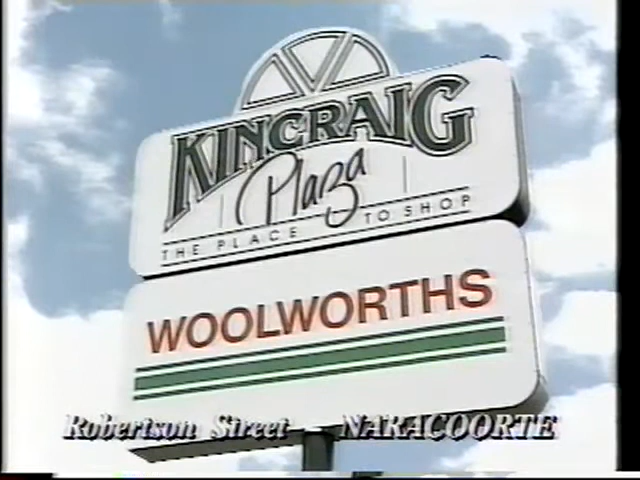 KINCRAIG
Plaza
THE PLACE TO SHOP
WOOLWORTHS
Robertson Street - NARACOORTE